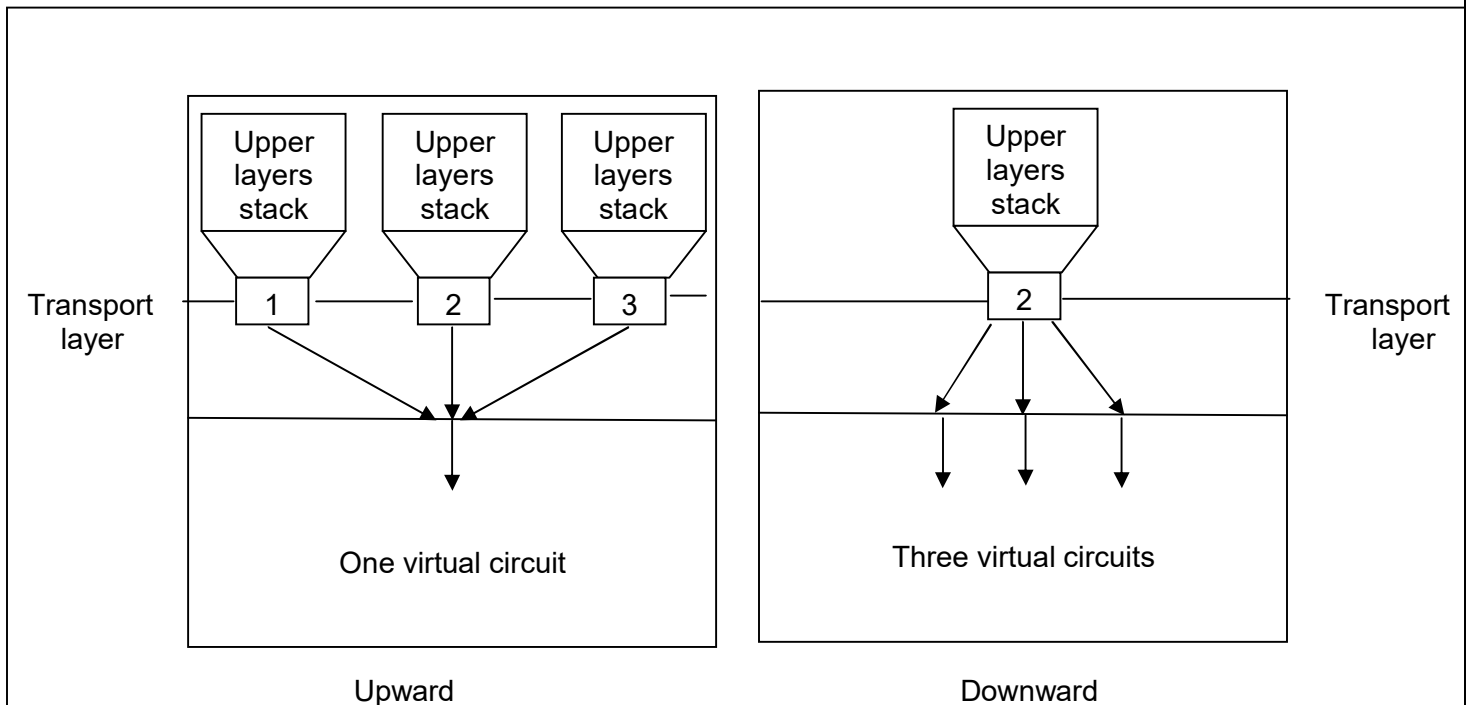 Upper
layers
stack
Upper
layers
stack
Upper
layers
stack
1
2
3
Transport
layer
One virtual circuit
Upward
Upper
layers
stack
2
Transport
layer
Three virtual circuits
Downward